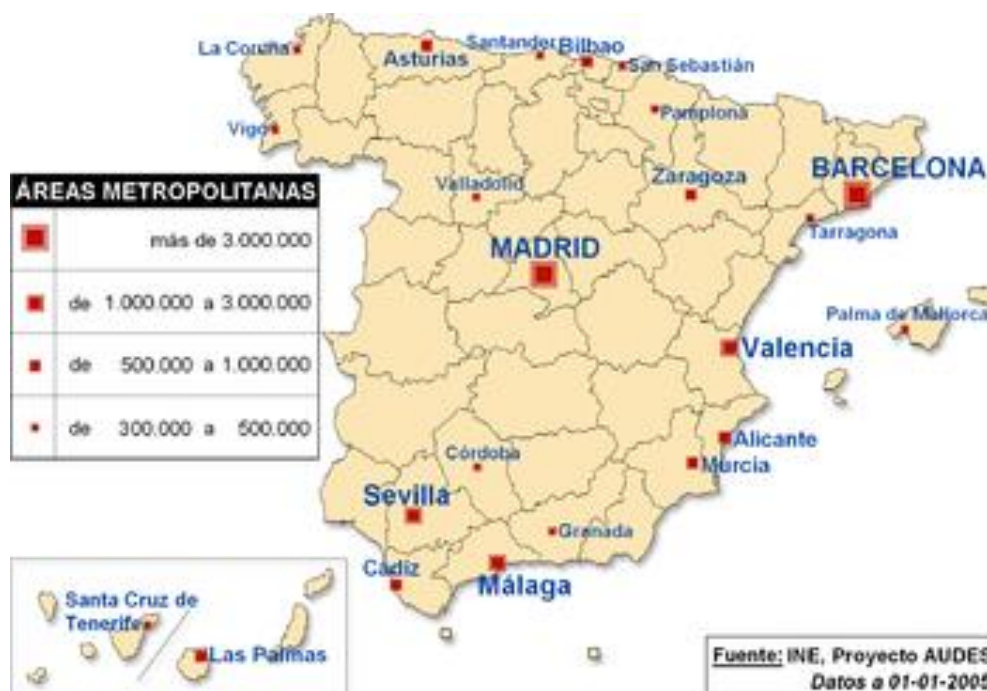 La Coruña
Asturias
Santander
Bilbao
San Sebastián
Pamplona
Vigo
Valladolid
Zaragoza
BARCELONA
Tarragona
MADRID
ÁREAS METROPOLITANAS
más de 3.000.000
de 1.000.000 a 3.000.000
de 500.000 a 1.000.000
de 300.000 a 500.000
Palma de Mallorca
Valencia
Alicante
Murcia
Córdoba
Sevilla
Granada
Cádiz
Málaga
Santa Cruz de
Tenerife
Las Palmas
Fuente: INE, Proyecto AUDES
Datos a 01-01-2005